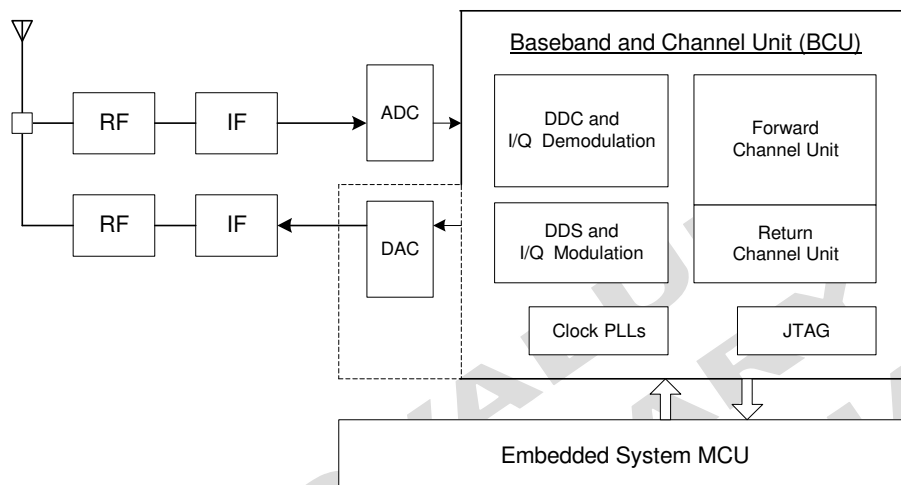 Baseband and Channel Unit (BCU)
RF
IF
ADC
DDC and
I/Q Demodulation
Forward
Channel Unit
RF
IF
DAC
DDS and
I/Q Modulation
Return
Channel Unit
Clock PLLs
JTAG
Embedded System MCU